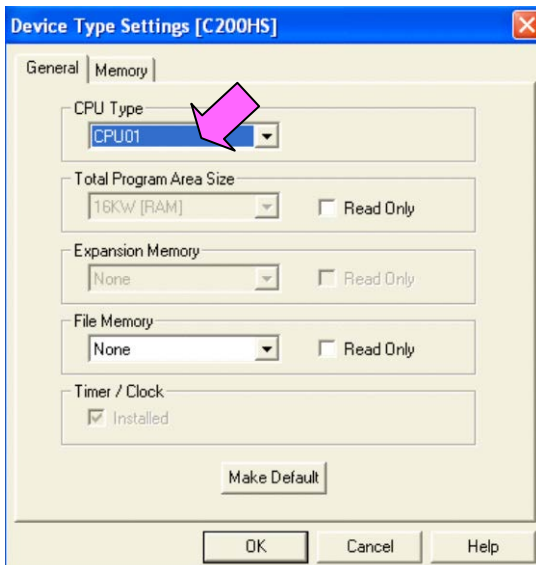 Device Type Settings [C200HS]
General Memory
CPU Type
CPU01
Total Program Area Size
16KW [RAM] Read Only
Expansion Memory
None Read Only
File Memory
None Read Only
Timer / Clock
Installed
Make Default
OK Cancel Help